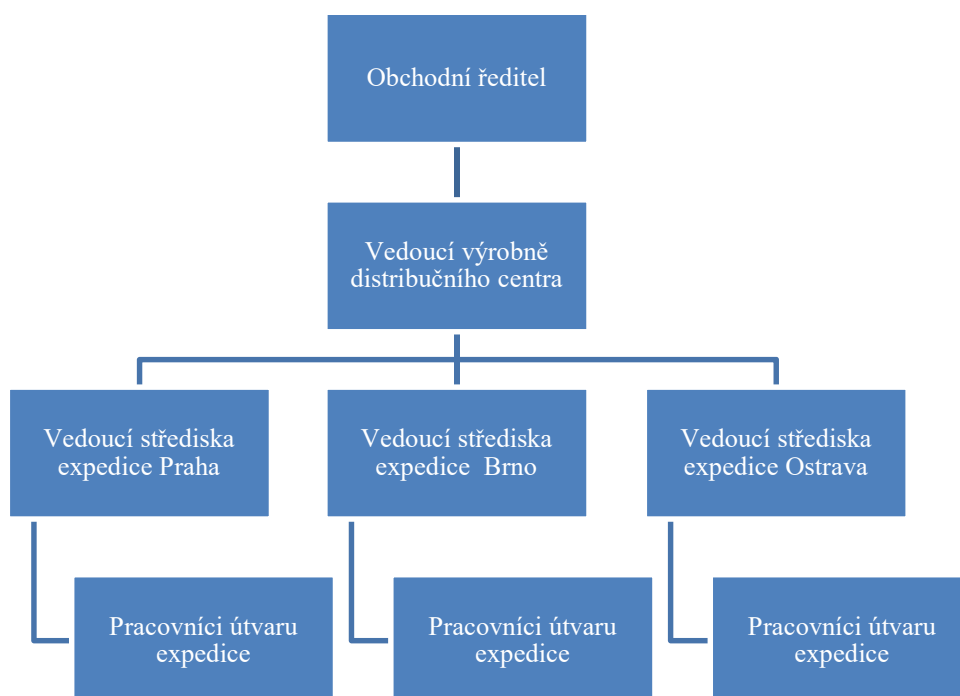 Obchodní ředitel
Vedoucí výrobně
distribučního centra
Vedoucí střediska
expedice Praha
Vedoucí střediska
expedice  Brno
Vedoucí střediska
expedice Ostrava
Pracovníci útvaru
expedice
Pracovníci útvaru
expedice
Pracovníci útvaru
expedice